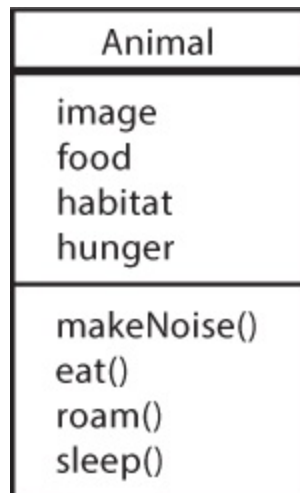 Animal
image
food
habitat
hunger
makeNoise()
eat()
roam()
sleep()